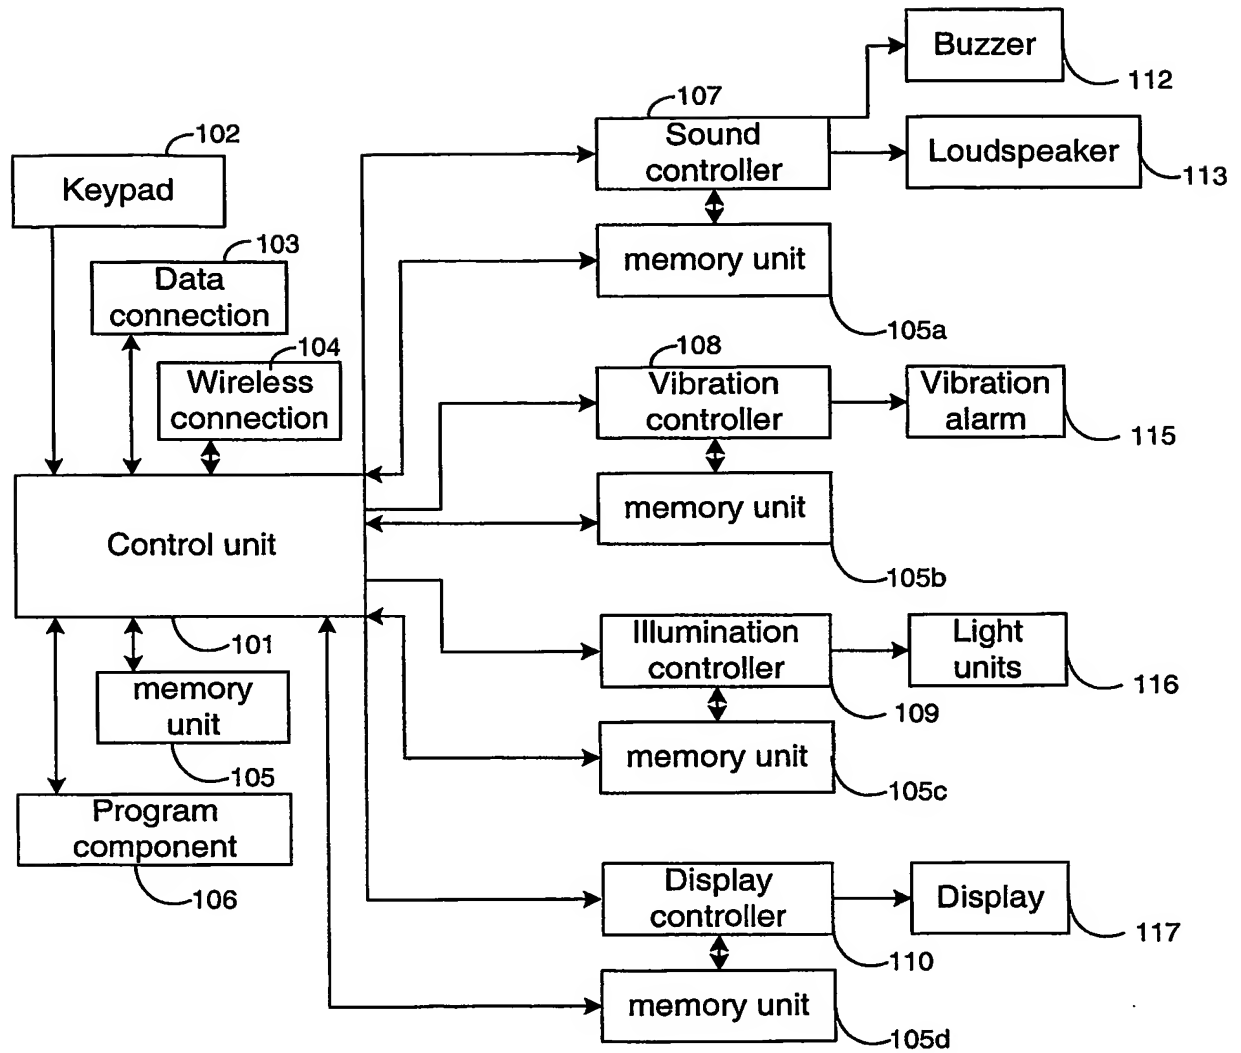 Buzzer
112
107
Sound
controller
Loudspeaker
113
102
Keypad
103
Data
connection
memory unit
105a
104
Wireless
connection
108
Vibration
controller
Vibration
alarm
115
memory unit
105b
Control unit
101
Illumination
controller
109
Light
units
116
memory
unit
105
memory unit
105c
Program
component
106
Display
controller
110
Display
117
memory unit
105d